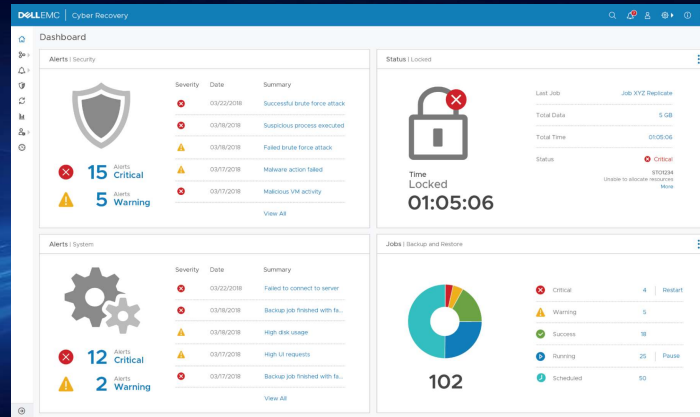 DELLEMC | Cyber Recovery
Dashboard
Alerts | Security
Severity Date Summary
03/22/2018 Successful brute force attack
03/18/2018 Suspicious process executed
03/18/2018 Failed brute force attack
03/17/2018 Malware action failed
03/17/2018 Malicious VM activity
View All
15 Alerts Critical
5 Alerts Warning
Status | Locked
Time
Locked
01:05:06
Last Job Job XYZ Replicate
Total Data 5 GB
Total Time 01:05:06
Status Critical
STO1234
Unable to allocate resources
More
Alerts | System
Severity Date Summary
03/22/2018 Failed to connect to server
03/18/2018 Backup job finished with fa...
03/18/2018 High disk usage
03/17/2018 High UI requests
03/17/2018 Backup job finished with fa...
View All
12 Alerts Critical
2 Alerts Warning
Jobs | Backup and Restore
102
Critical 4 | Restart
Warning 5
Success 18
Running 25 | Pause
Scheduled 50